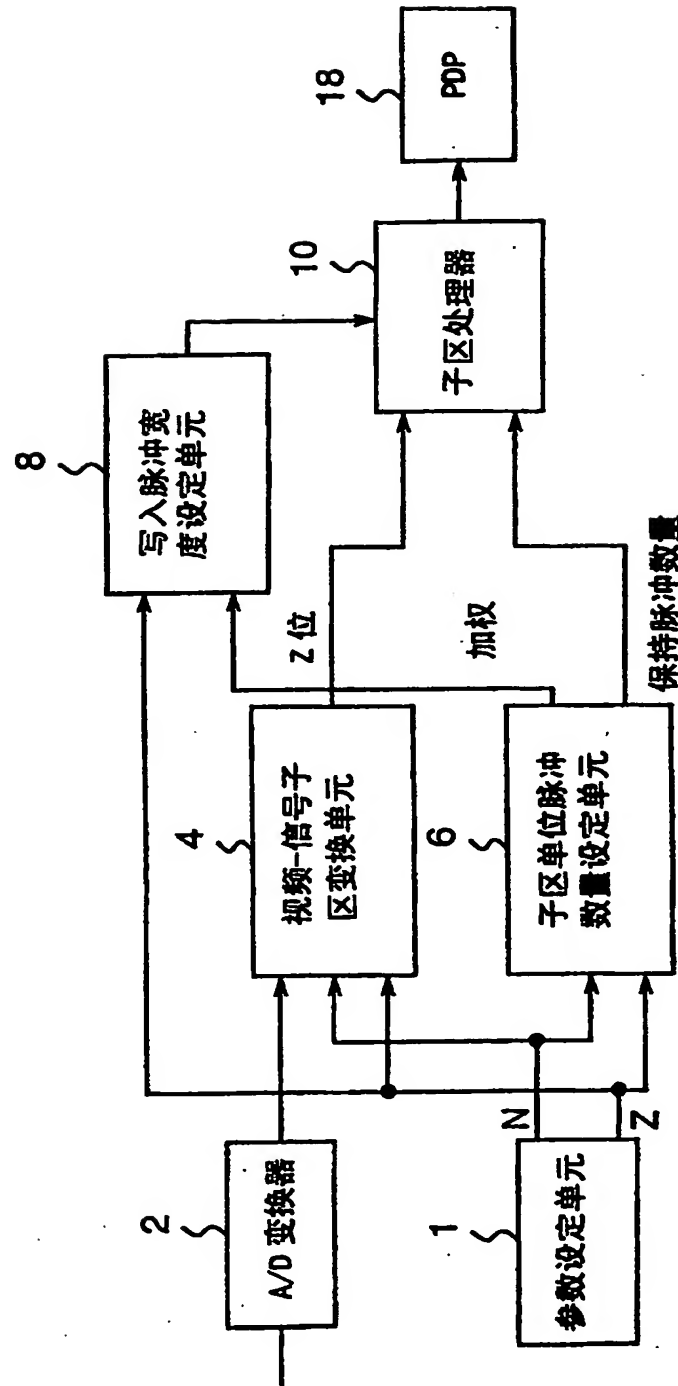 8
写入脉冲宽
度设定单元
18
PDP
10
子区处理器
Z位
加权
保持脉冲数量
4
视频-信号子
区变换单元
6
子区单位脉冲
数量设定单元
2
A/D变换器
N
Z
1
参数设定单元